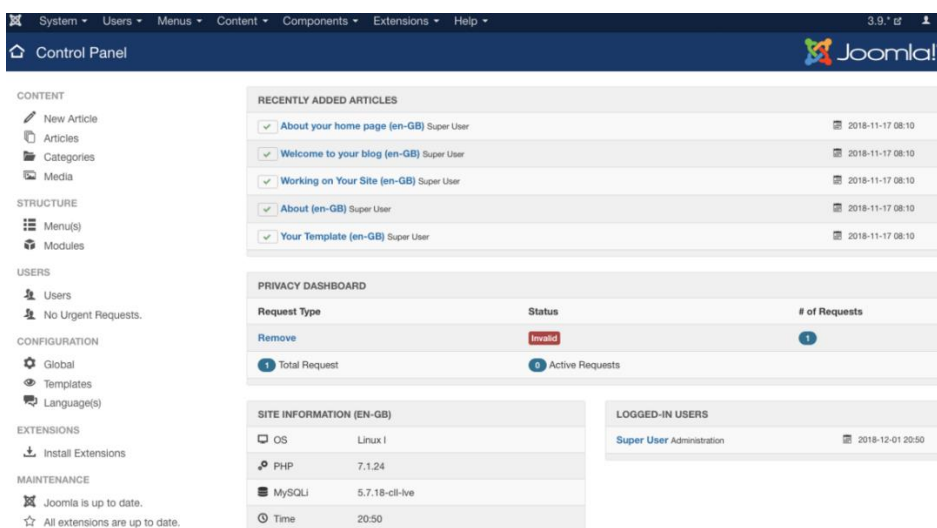 System Users Menus Content Components Extensions Help 3.9.*
Control Panel Joomla!
CONTENT
New Article
Articles
Categories
Media
STRUCTURE
Menu(s)
Modules
USERS
Users
No Urgent Requests.
CONFIGURATION
Global
Templates
Language(s)
EXTENSIONS
Install Extensions
MAINTENANCE
Joomla is up to date.
All extensions are up to date.
RECENTLY ADDED ARTICLES
About your home page (en-GB) Super User 2018-11-17 08:10
Welcome to your blog (en-GB) Super User 2018-11-17 08:10
Working on Your Site (en-GB) Super User 2018-11-17 08:10
About (en-GB) Super User 2018-11-17 08:10
Your Template (en-GB) Super User 2018-11-17 08:10
PRIVACY DASHBOARD
Request Type Status # of Requests
Remove Invalid 1
1 Total Request 0 Active Requests
SITE INFORMATION (EN-GB)
OS Linux l
PHP 7.1.24
MySQLi 5.7.18-cll-lve
Time 20:50
LOGGED-IN USERS
Super User Administration 2018-12-01 20:50